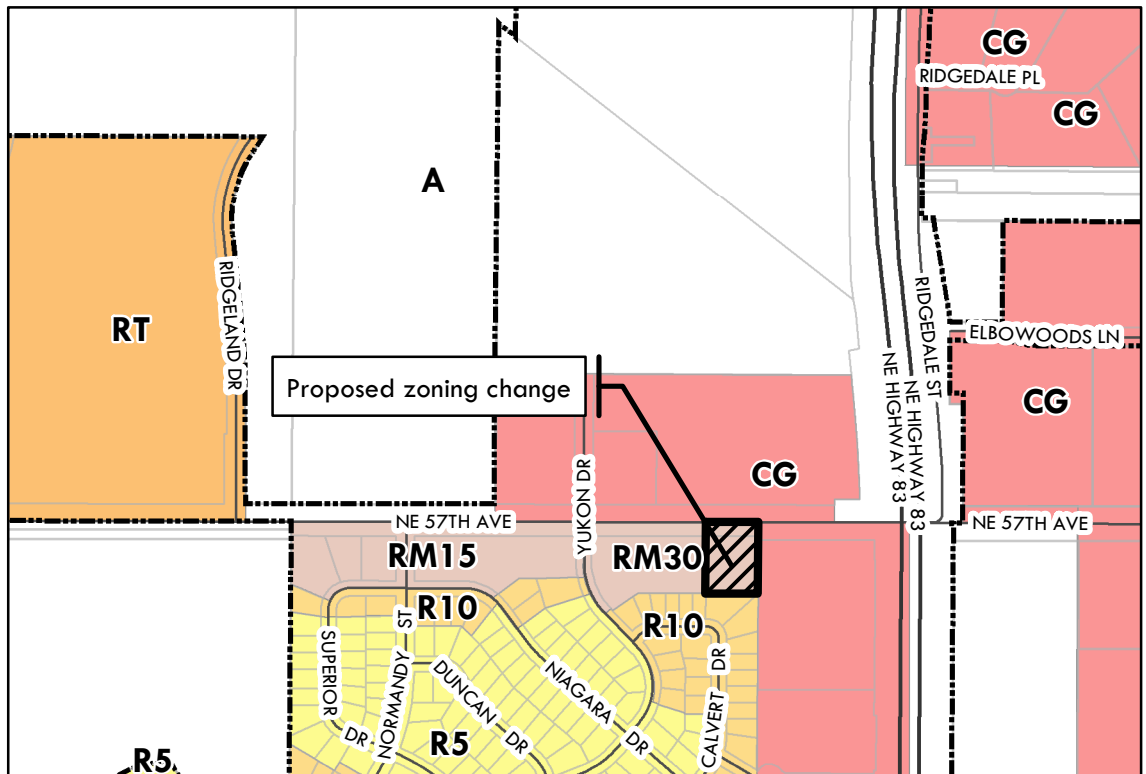 CG
RIDGEDALE PL
CG
A
RIDGELAND DR
RT
RIDGEDALE ST
ELBOWOODS LN
NE HIGHWAY 83
NE HIGHWAY 83
Proposed zoning change
CG
CG
YUKON DR
NE 57TH AVE
NE 57TH AVE
RM15
RM30
R10
R10
SUPERIOR DR
NORMANDY ST
DUNCAN DR
NIAGARA DR
CALVERT DR
R5
R5